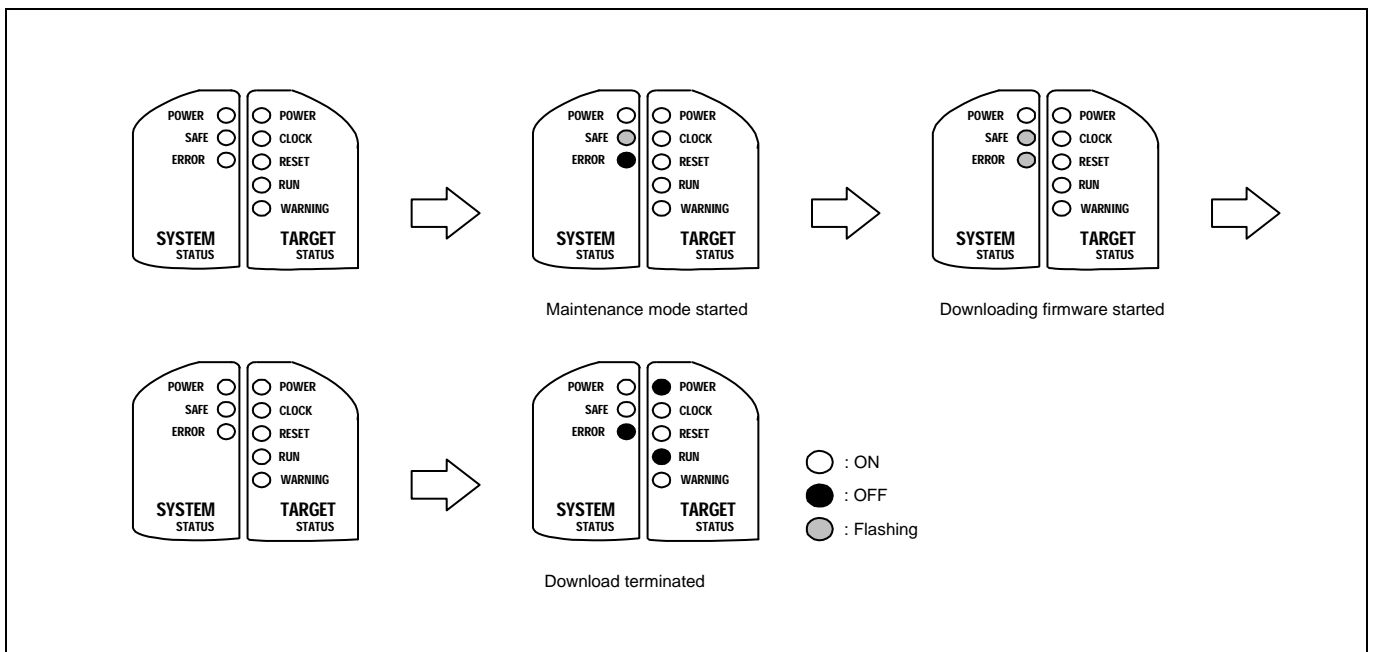 POWER POWER
SAFE CLOCK
ERROR RESET
RUN
WARNING
SYSTEM TARGET
STATUS STATUS
POWER POWER
SAFE CLOCK
ERROR RESET
RUN
WARNING
SYSTEM TARGET
STATUS STATUS
Maintenance mode started
POWER POWER
SAFE CLOCK
ERROR RESET
RUN
WARNING
SYSTEM TARGET
STATUS STATUS
Downloading firmware started
POWER POWER
SAFE CLOCK
ERROR RESET
RUN
WARNING
SYSTEM TARGET
STATUS STATUS
POWER POWER
SAFE CLOCK
ERROR RESET
RUN
WARNING
SYSTEM TARGET
STATUS STATUS
Download terminated
: ON
: OFF
: Flashing